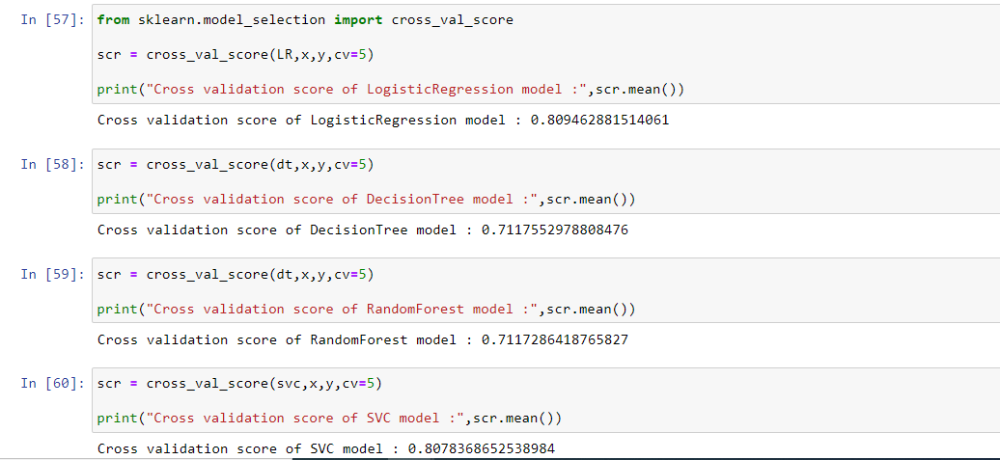 In [57]: from sklearn.model_selection import cross_val_score
scr = cross_val_score(LR,x,y,cv=5)
print("Cross validation score of LogisticRegression model :",scr.mean())
Cross validation score of LogisticRegression model : 0.809462881514061
In [58]: scr = cross_val_score(dt,x,y,cv=5)
print("Cross validation score of DecisionTree model :",scr.mean())
Cross validation score of DecisionTree model : 0.7117552978808476
In [59]: scr = cross_val_score(dt,x,y,cv=5)
print("Cross validation score of RandomForest model :",scr.mean())
Cross validation score of RandomForest model : 0.7117286418765827
In [60]: scr = cross_val_score(svc,x,y,cv=5)
print("Cross validation score of SVC model :",scr.mean())
Cross validation score of SVC model : 0.8078368652538984